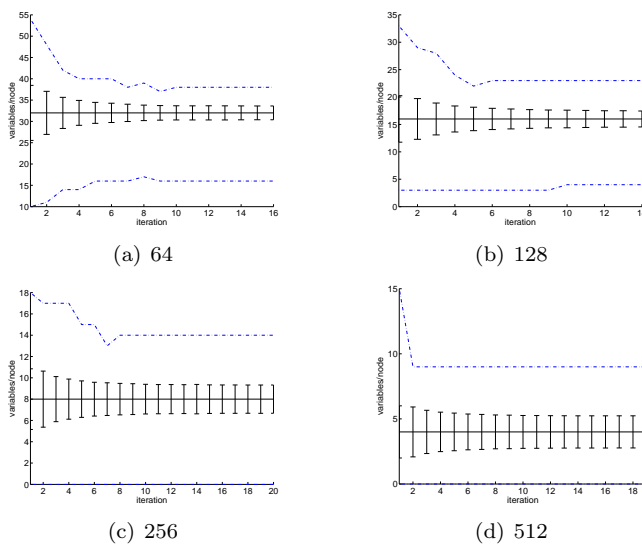 55
50
45
40
35
30
25
20
15
10
variables/node
2 4 6 8 10 12 14 16
iteration
(a) 64
35
30
25
20
15
10
5
0
variables/node
2 4 6 8 10 12 1
iteration
(b) 128
18
16
14
12
10
8
6
4
2
0
variables/node
2 4 6 8 10 12 14 16 18 20
iteration
(c) 256
15
10
5
0
variables/node
2 4 6 8 10 12 14 16 18
iteration
(d) 512